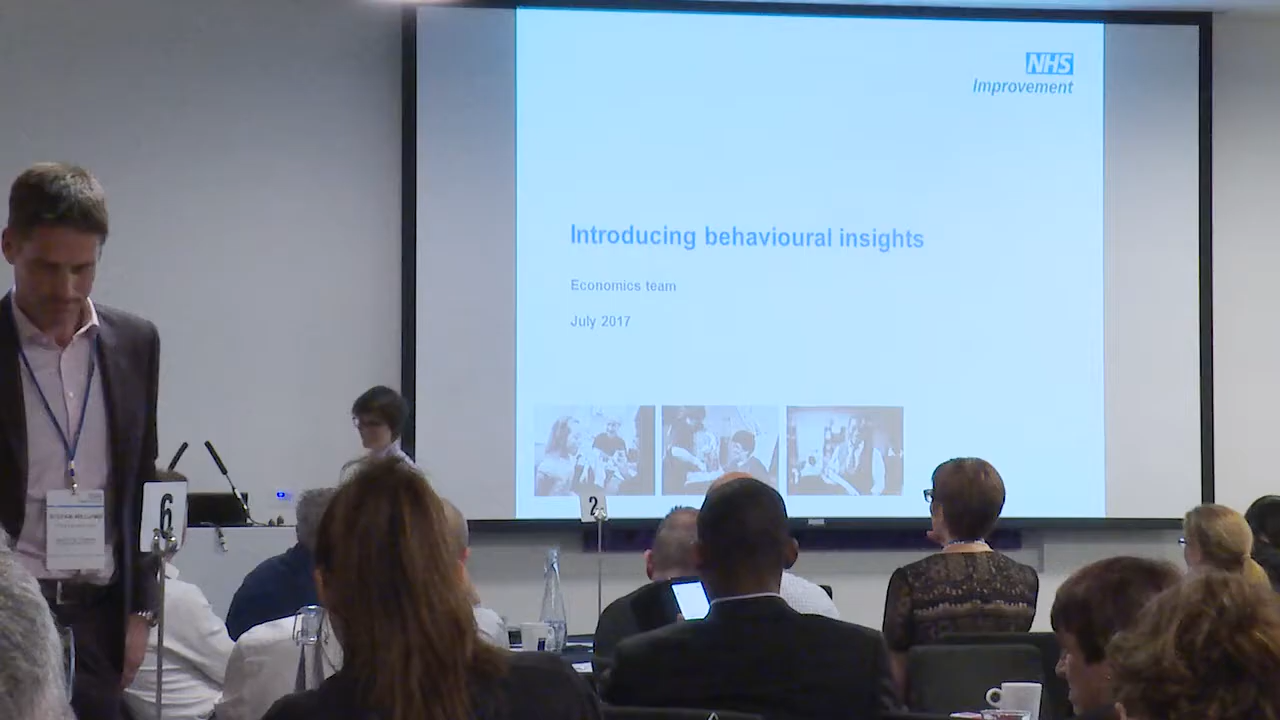 NHS
Improvement
Introducing behavioural insights
Economics team
July 2017
6
2